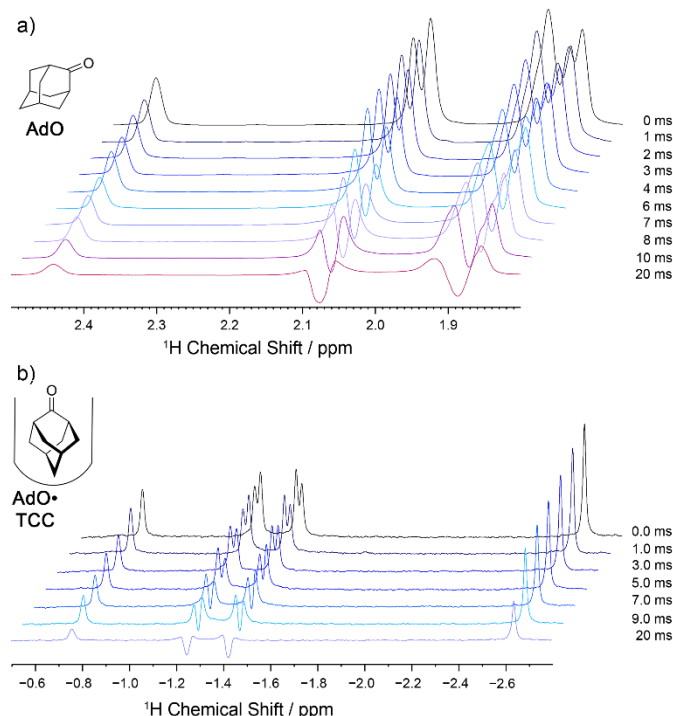 a)
O
AdO
0 ms
1 ms
2 ms
3 ms
4 ms
6 ms
7 ms
8 ms
10 ms
20 ms
2.4 2.3 2.2 2.1 2.0 1.9
¹H Chemical Shift / ppm
b)
O
AdO•
TCC
0.0 ms
1.0 ms
3.0 ms
5.0 ms
7.0 ms
9.0 ms
20 ms
−0.6 −0.8 −1.0 −1.2 −1.4 −1.6 −1.8 −2.0 −2.2 −2.4 −2.6
¹H Chemical Shift / ppm